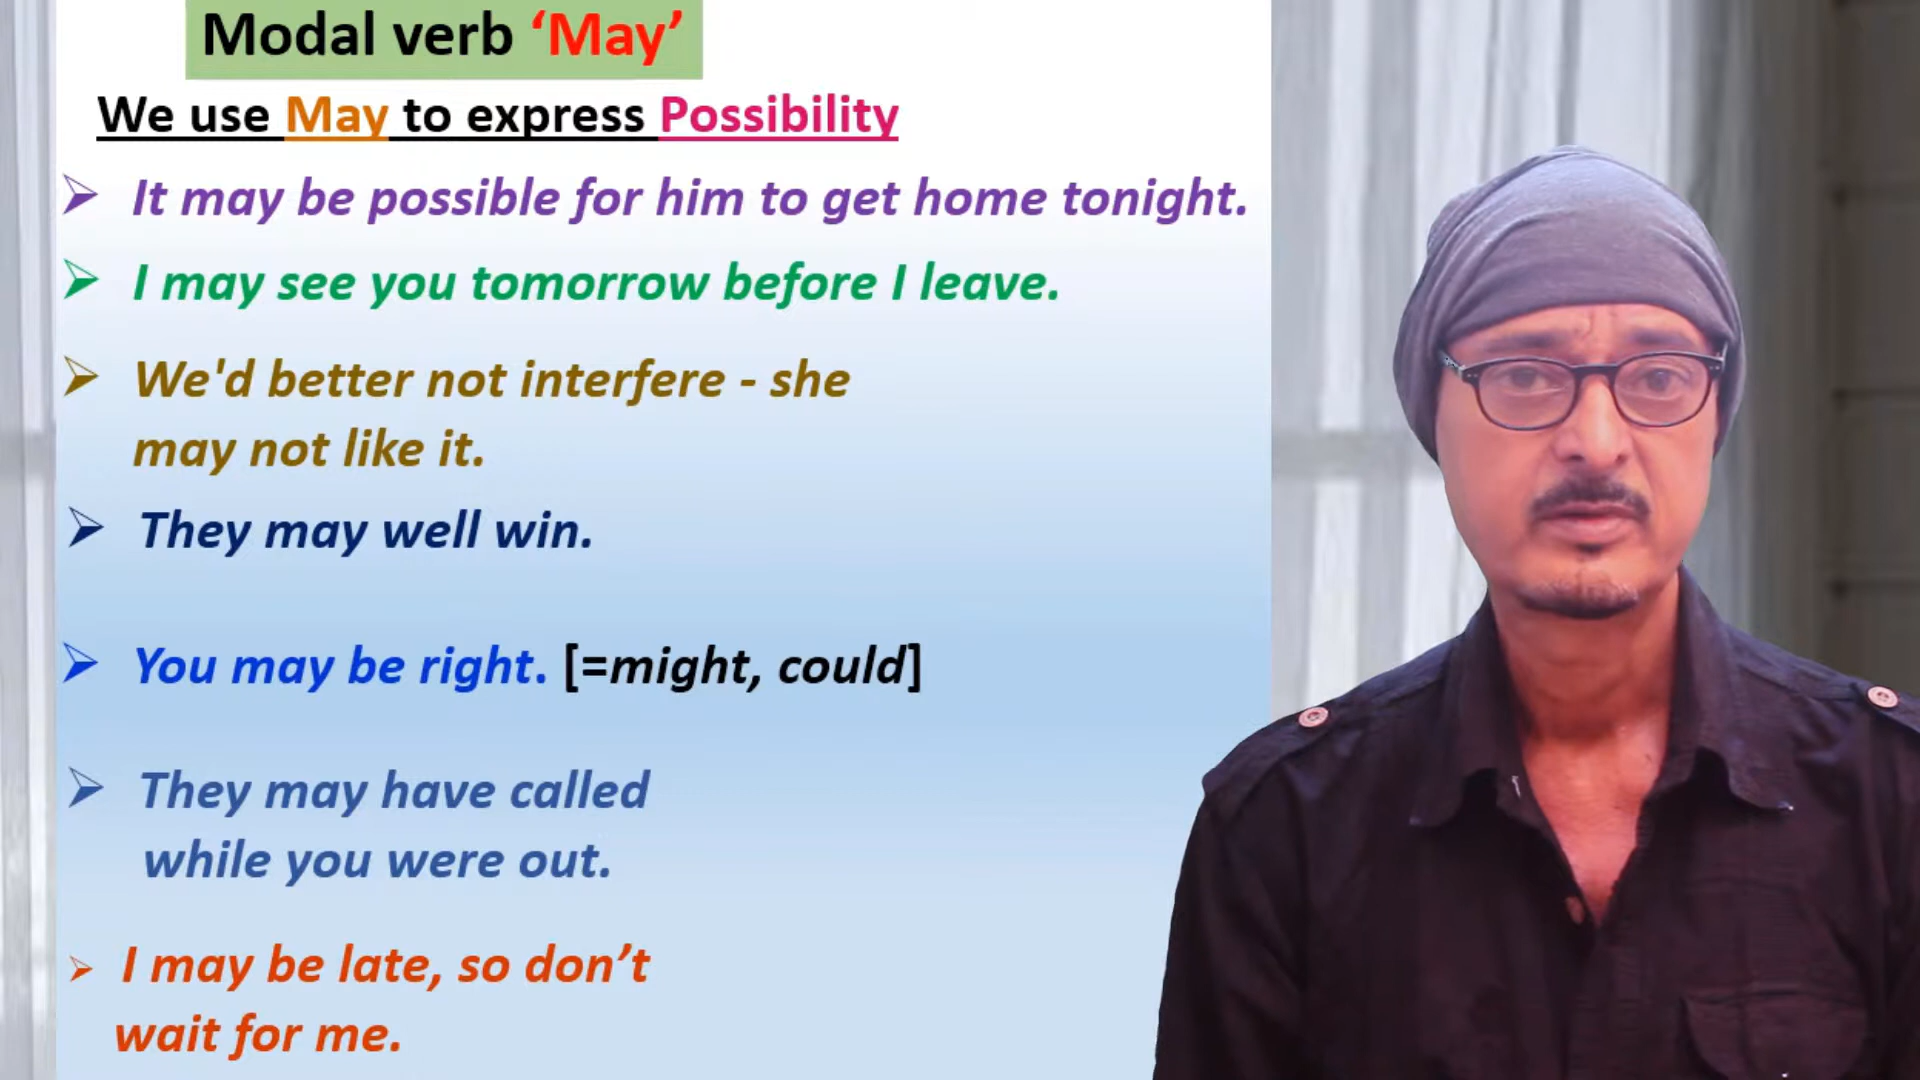 Modal verb ‘May’
We use May to express Possibility
It may be possible for him to get home tonight.
I may see you tomorrow before I leave.
We'd better not interfere - she
may not like it.
They may well win.
You may be right. [=might, could]
They may have called
while you were out.
I may be late, so don’t
wait for me.